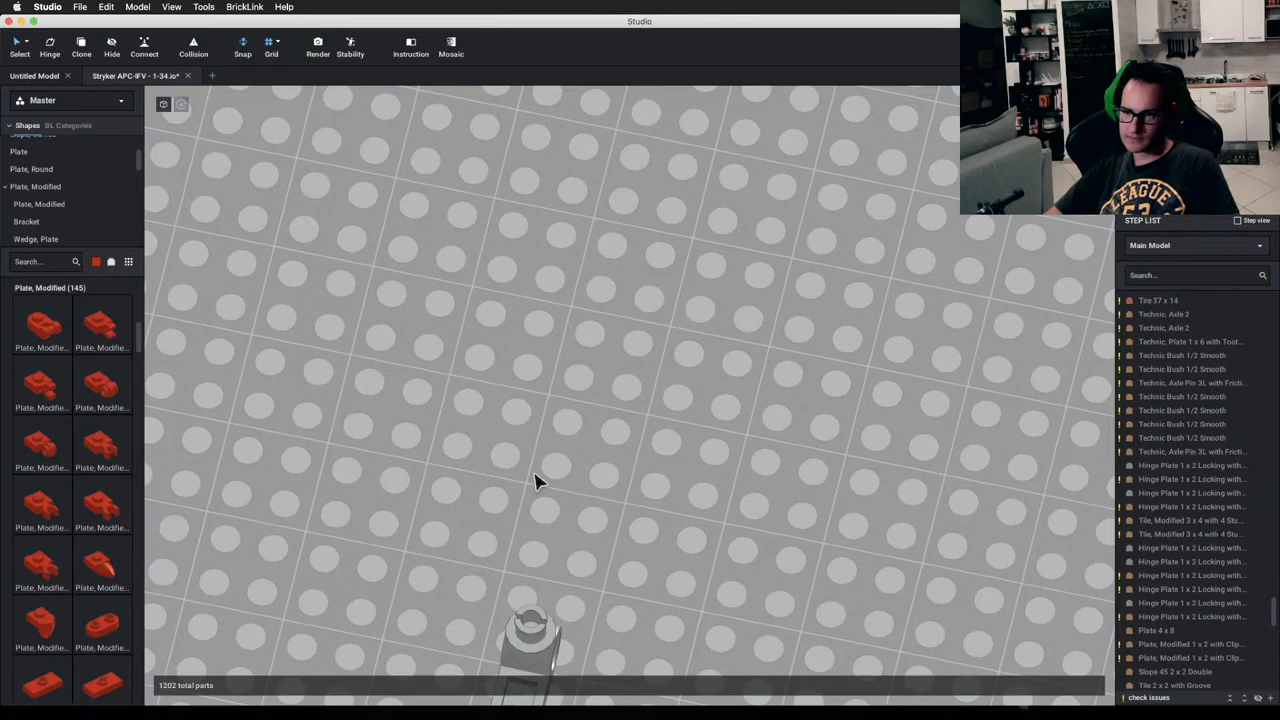 Studio File Edit Model View Tools BrickLink Window Help
Studio
Select Hinge Clone Hide Connect Collision Snap Grid Render Stability Instruction Mosaic
Untitled Model Stryker APC-IFV - 1-34.io*
Master
Shapes BL Categories
Plate
Plate, Round
Plate, Modified
Plate, Modified
Bracket
Wedge, Plate
Search...
Plate, Modified (145)
Plate, Modifie... Plate, Modifie...
Plate, Modifie... Plate, Modifie...
Plate, Modifie... Plate, Modifie...
Plate, Modifie... Plate, Modifie...
Plate, Modifie... Plate, Modifie...
Plate, Modifie... Plate, Modifie...
1202 total parts
LEAGUE
STEP LIST Step view
Main Model
Search...
Tire 37 x 14
Technic, Axle 2
Technic, Axle 2
Technic, Plate 1 x 6 with Toot...
Technic Bush 1/2 Smooth
Technic Bush 1/2 Smooth
Technic, Axle Pin 3L with Fricti...
Technic Bush 1/2 Smooth
Technic Bush 1/2 Smooth
Technic Bush 1/2 Smooth
Technic Bush 1/2 Smooth
Technic, Axle Pin 3L with Fricti...
Hinge Plate 1 x 2 Locking with...
Hinge Plate 1 x 2 Locking with...
Hinge Plate 1 x 2 Locking with...
Hinge Plate 1 x 2 Locking with...
Tile, Modified 3 x 4 with 4 Stu...
Tile, Modified 3 x 4 with 4 Stu...
Hinge Plate 1 x 2 Locking with...
Hinge Plate 1 x 2 Locking with...
Hinge Plate 1 x 2 Locking with...
Hinge Plate 1 x 2 Locking with...
Hinge Plate 1 x 2 Locking with...
Hinge Plate 1 x 2 Locking with...
Plate 4 x 8
Plate, Modified 1 x 2 with Clip...
Plate, Modified 1 x 2 with Clip...
Slope 45 2 x 2 Double
Tile 2 x 2 with Groove
check issues